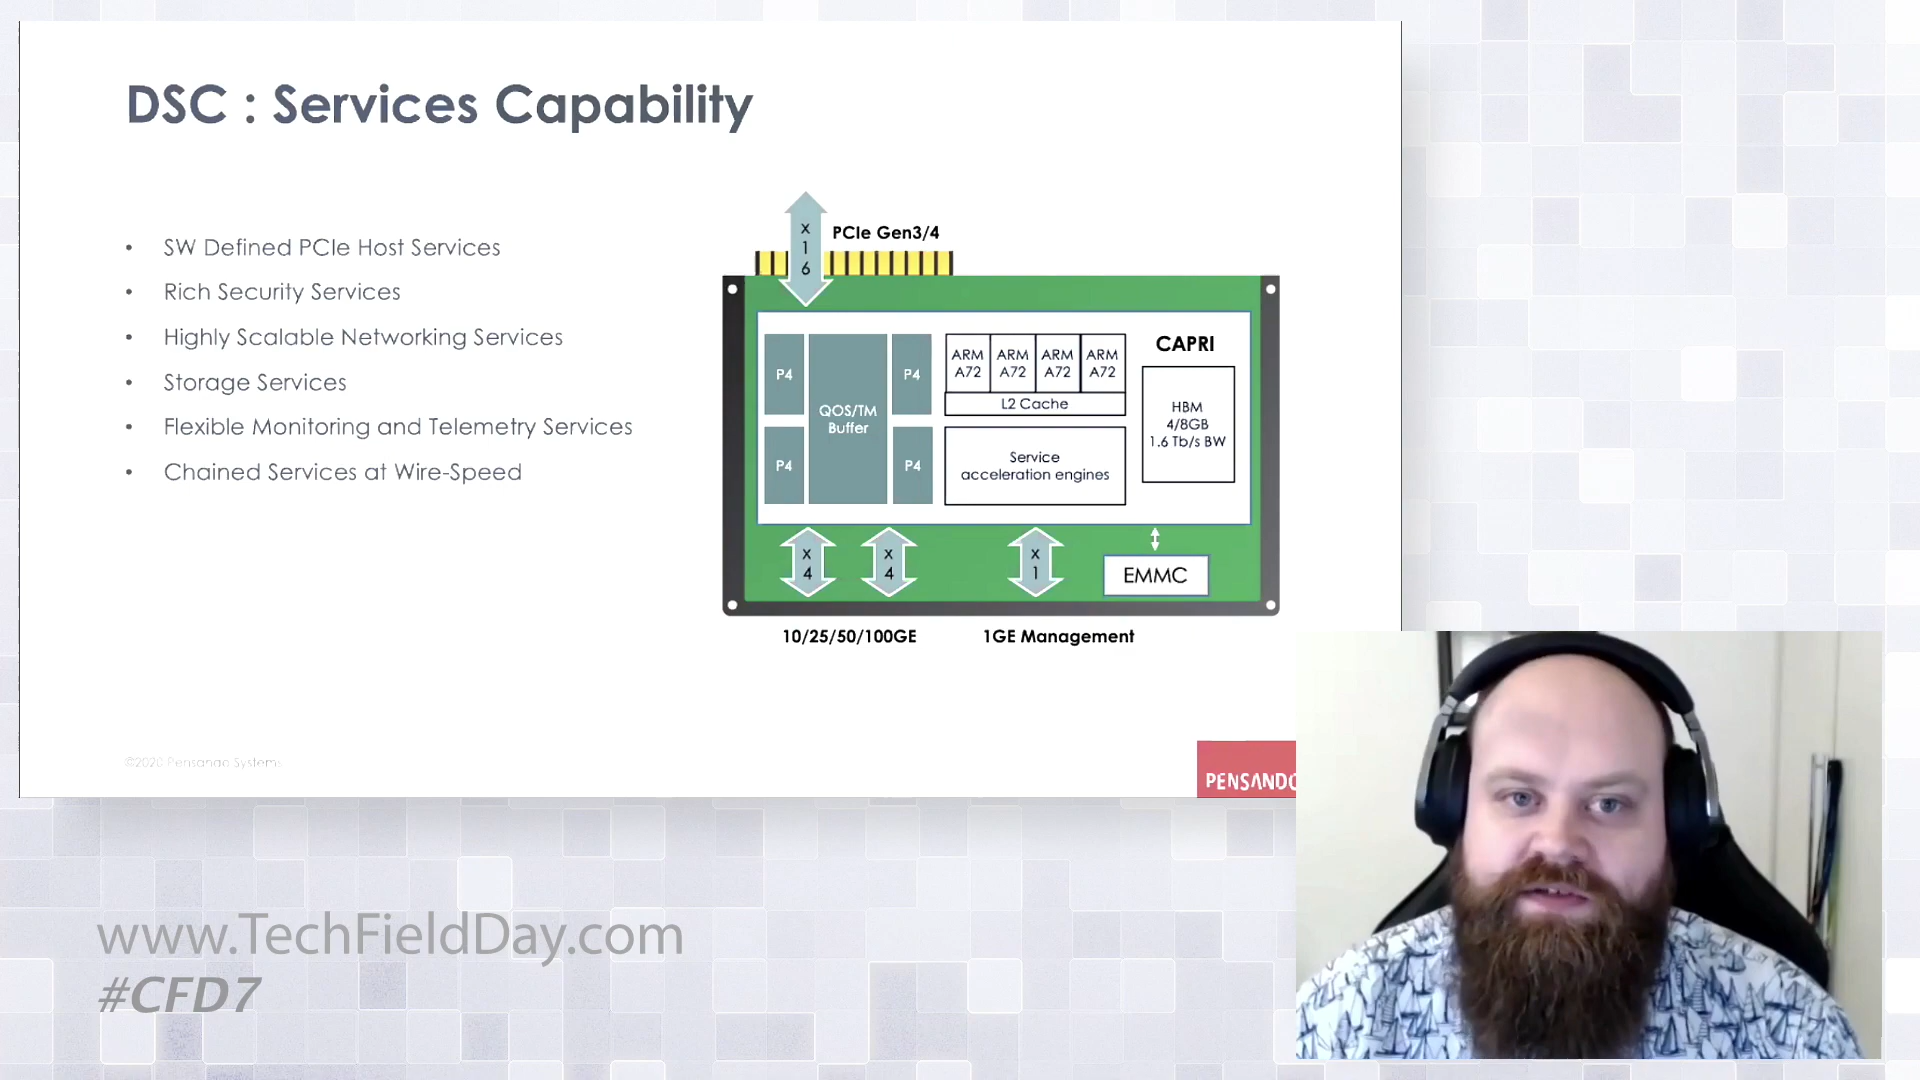 DSC : Services Capability
• SW Defined PCIe Host Services
• Rich Security Services
• Highly Scalable Networking Services
• Storage Services
• Flexible Monitoring and Telemetry Services
• Chained Services at Wire-Speed
x
1
6
PCIe Gen3/4
P4
QOS/TM
Buffer
P4
P4
P4
ARM
A72
ARM
A72
ARM
A72
ARM
A72
L2 Cache
Service
acceleration engines
CAPRI
HBM
4/8GB
1.6 Tb/s BW
x
4
x
4
x
1
EMMC
10/25/50/100GE
1GE Management
©2020 Pensando Systems
PENSANDO
www.TechFieldDay.com
#CFD7